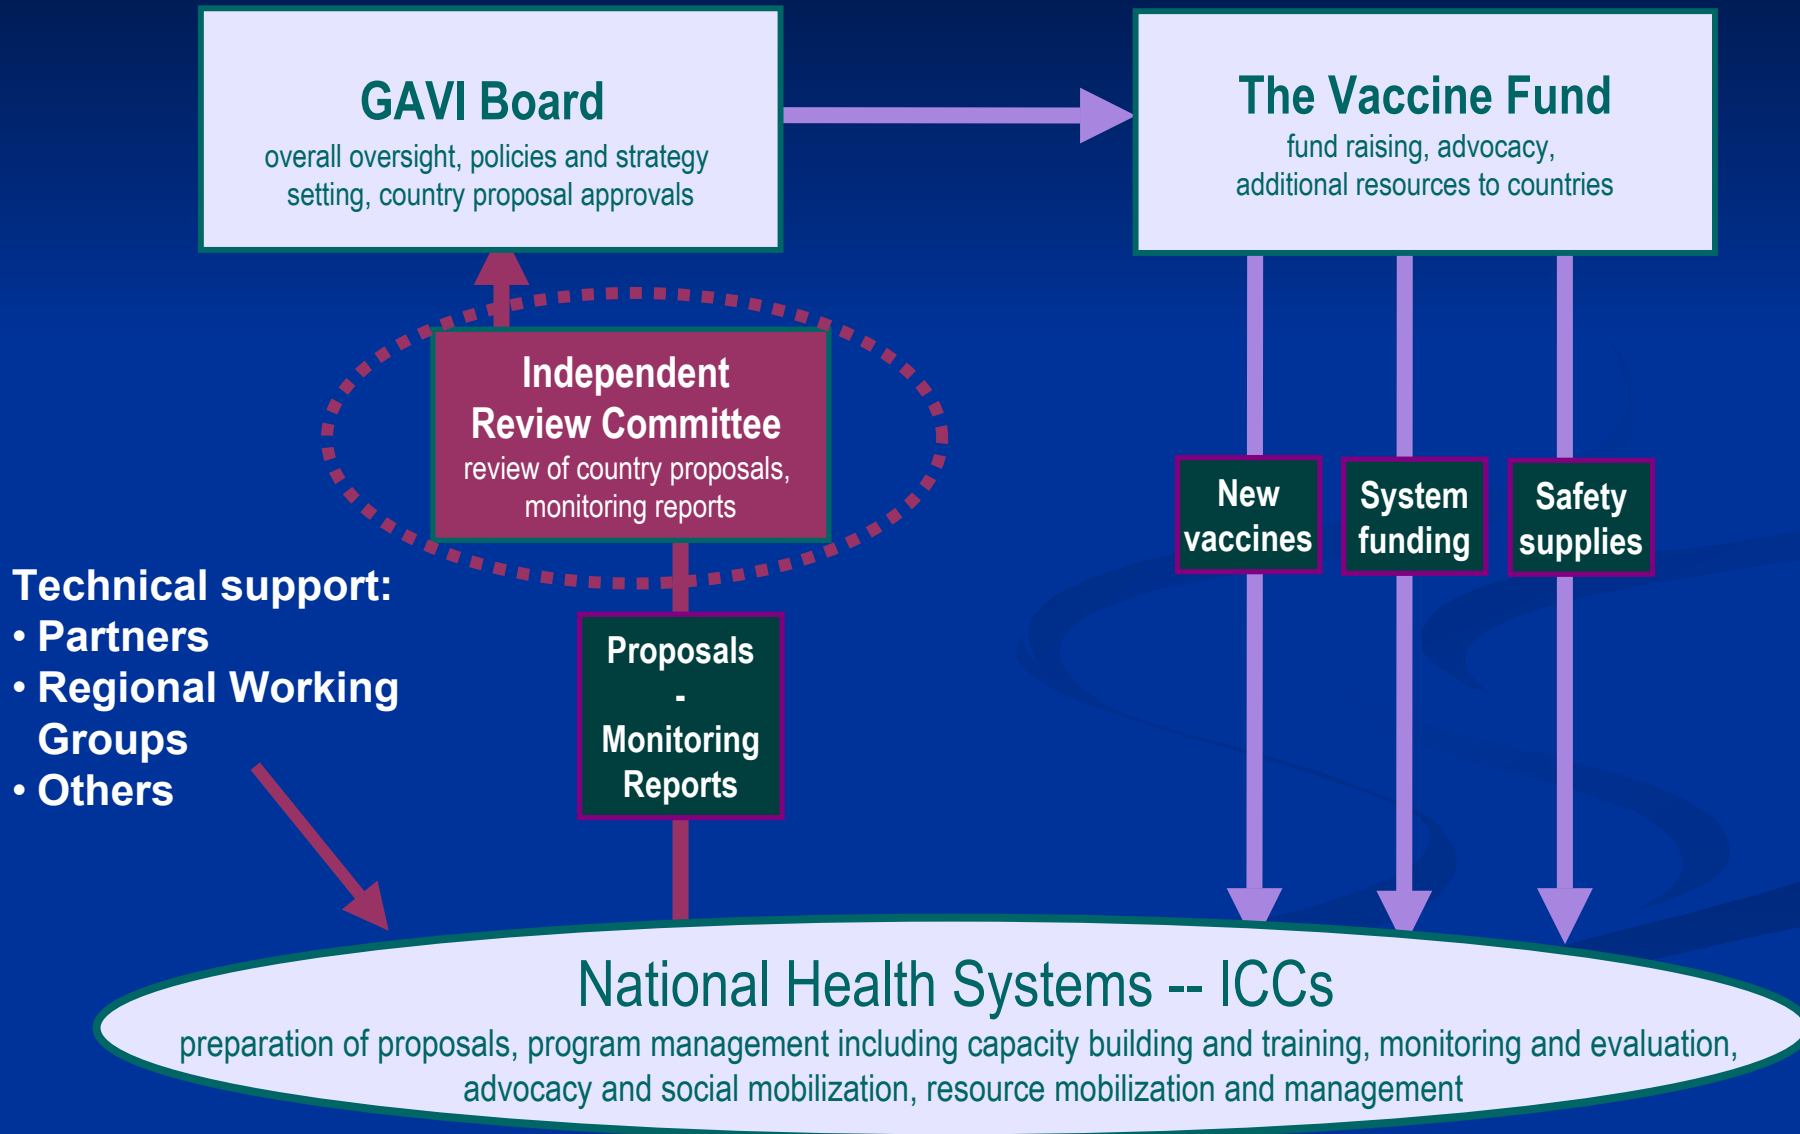 GAVI Board
overall oversight, policies and strategy
setting, country proposal approvals
The Vaccine Fund
fund raising, advocacy,
additional resources to countries
Independent
Review Committee
review of country proposals,
monitoring reports
New
vaccines
System
funding
Safety
supplies
Technical support:
• Partners
• Regional Working
Groups
• Others
Proposals
-
Monitoring
Reports
National Health Systems -- ICCs
preparation of proposals, program management including capacity building and training, monitoring and evaluation,
advocacy and social mobilization, resource mobilization and management